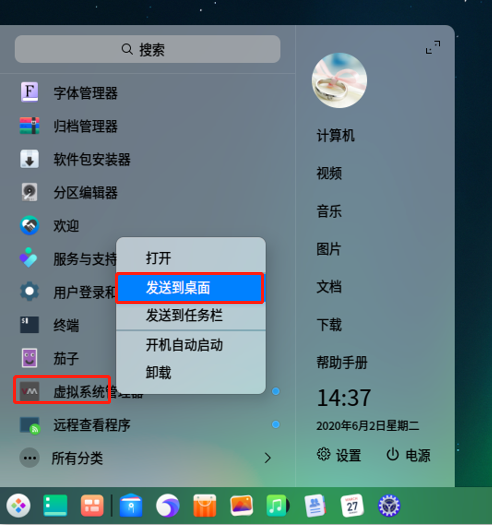 搜索
字体管理器
归档管理器
软件包安装器
分区编辑器
欢迎
服务与支持
用户登录和
终端
茄子
虚拟系统管理器
远程查看程序
所有分类
打开
发送到桌面
发送到任务栏
开机自动启动
卸载
计算机
视频
音乐
图片
文档
下载
帮助手册
14:37
2020年6月2日星期二
设置
电源
27